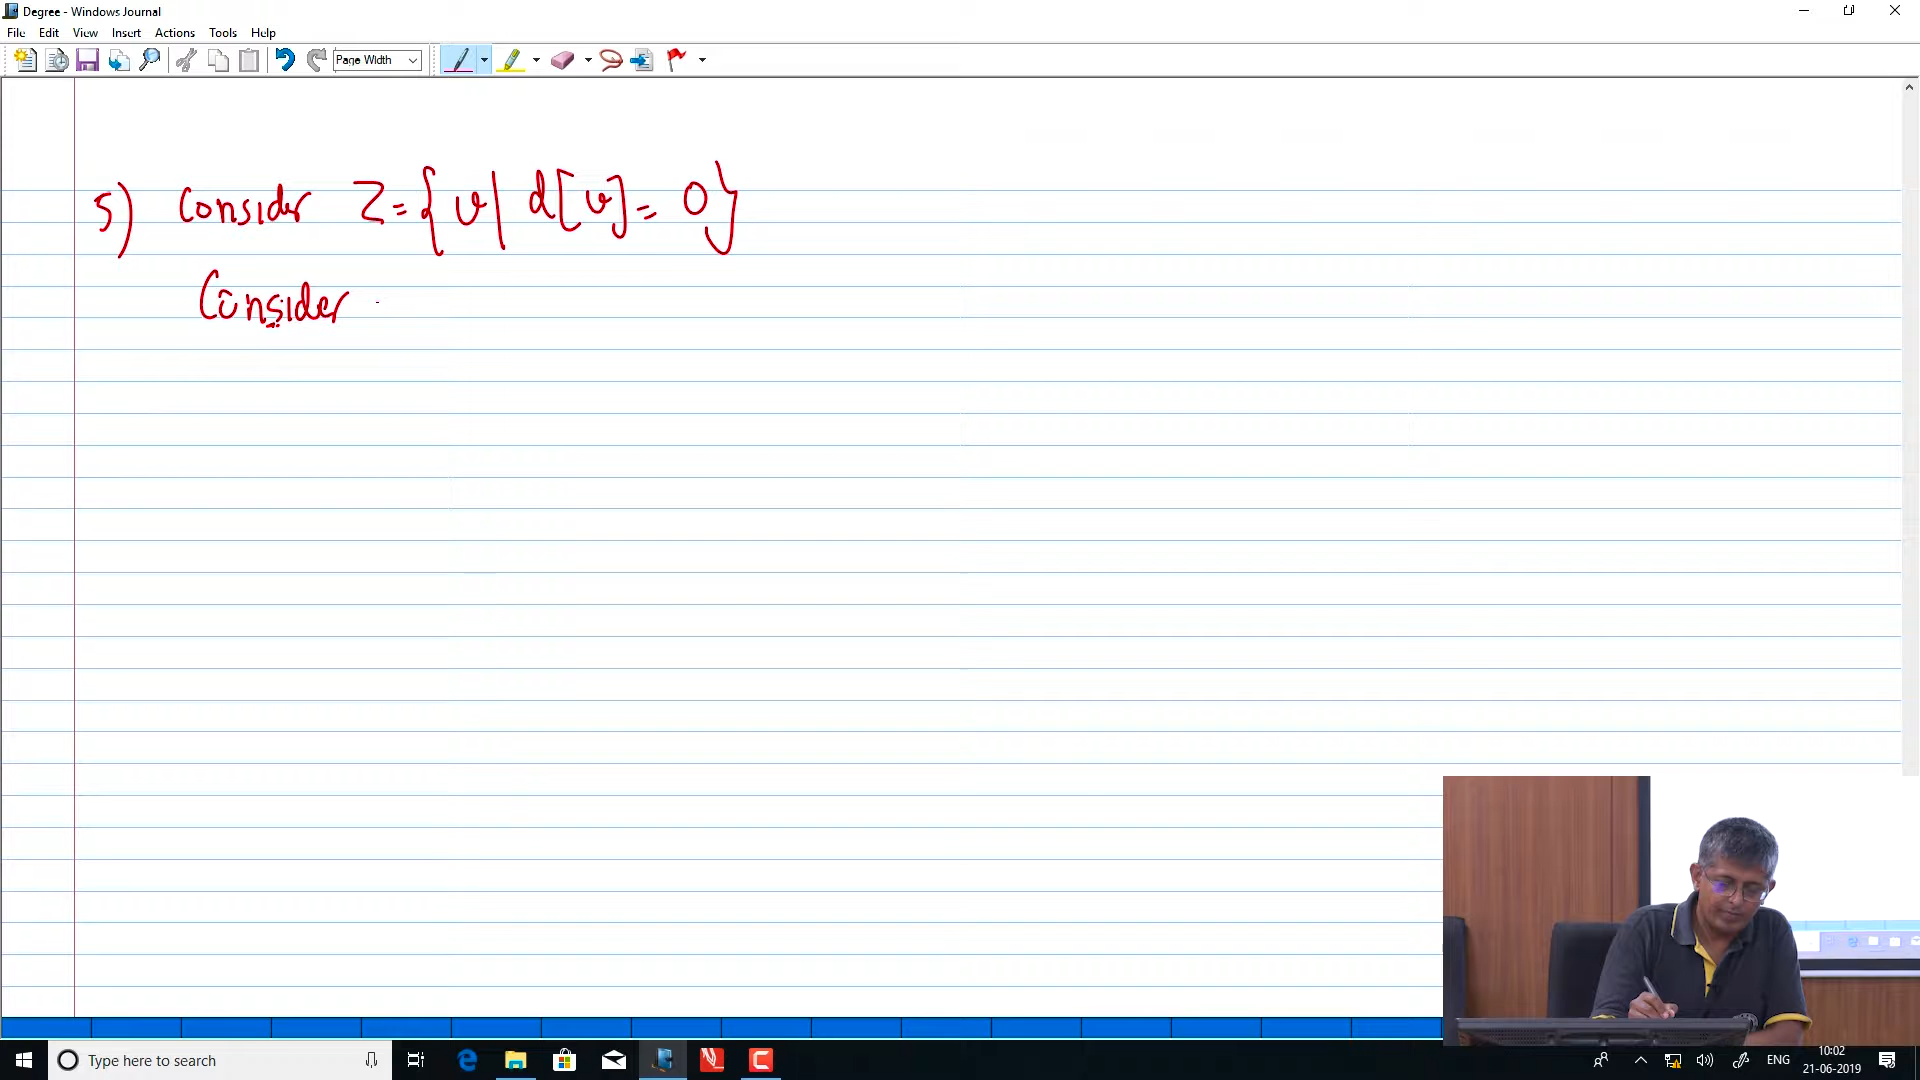 Degree - Windows Journal
File Edit View Insert Actions Tools Help
Page Width
5) Consider Z = { v | d[v] = 0 }
Consider
Type here to search
ENG
10:02
21-06-2019